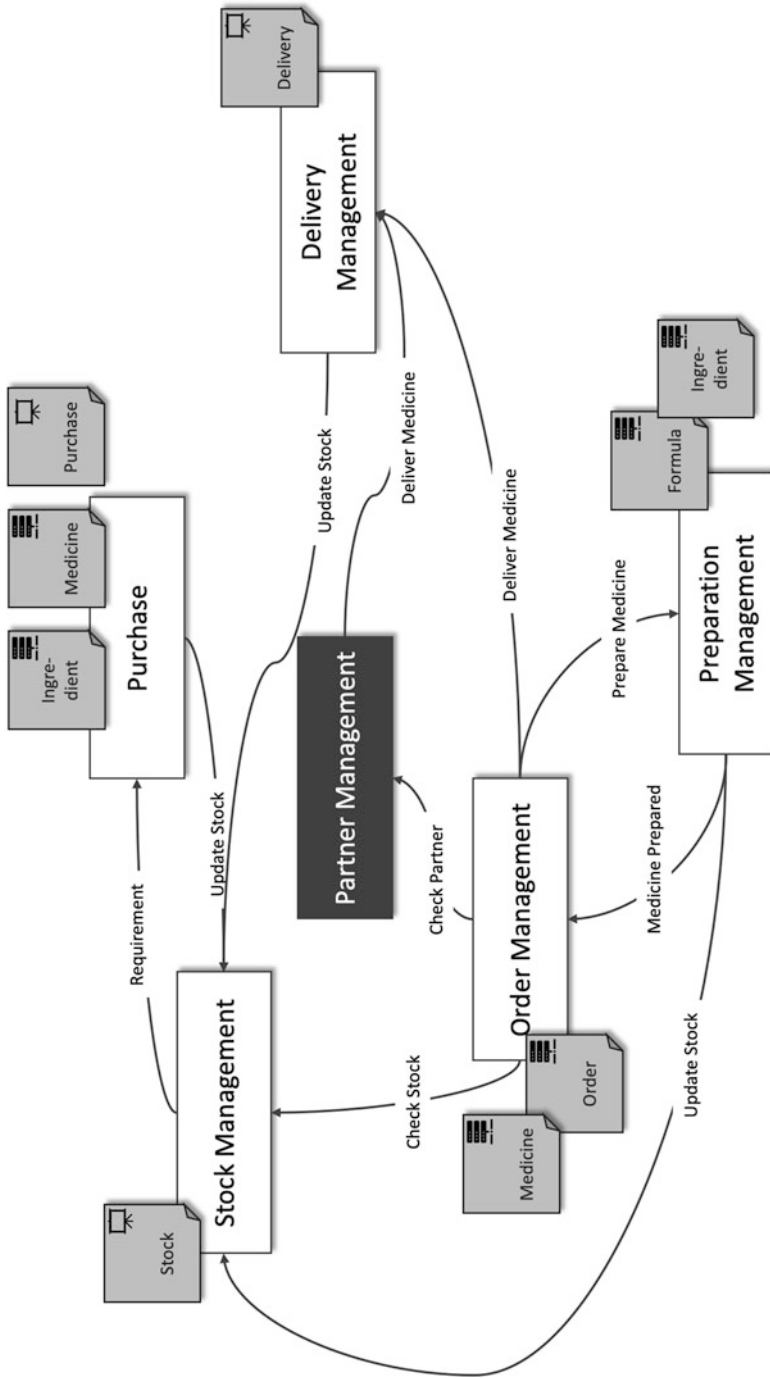 Stock
Stock Management
Requirement
Ingre-
dient
Medicine
Purchase
Purchase
Update Stock
Update Stock
Delivery
Delivery
Management
Partner Management
Deliver Medicine
Check Stock
Check Partner
Deliver Medicine
Medicine
Order
Order Management
Medicine Prepared
Prepare Medicine
Update Stock
Formula
Ingre-
dient
Preparation
Management